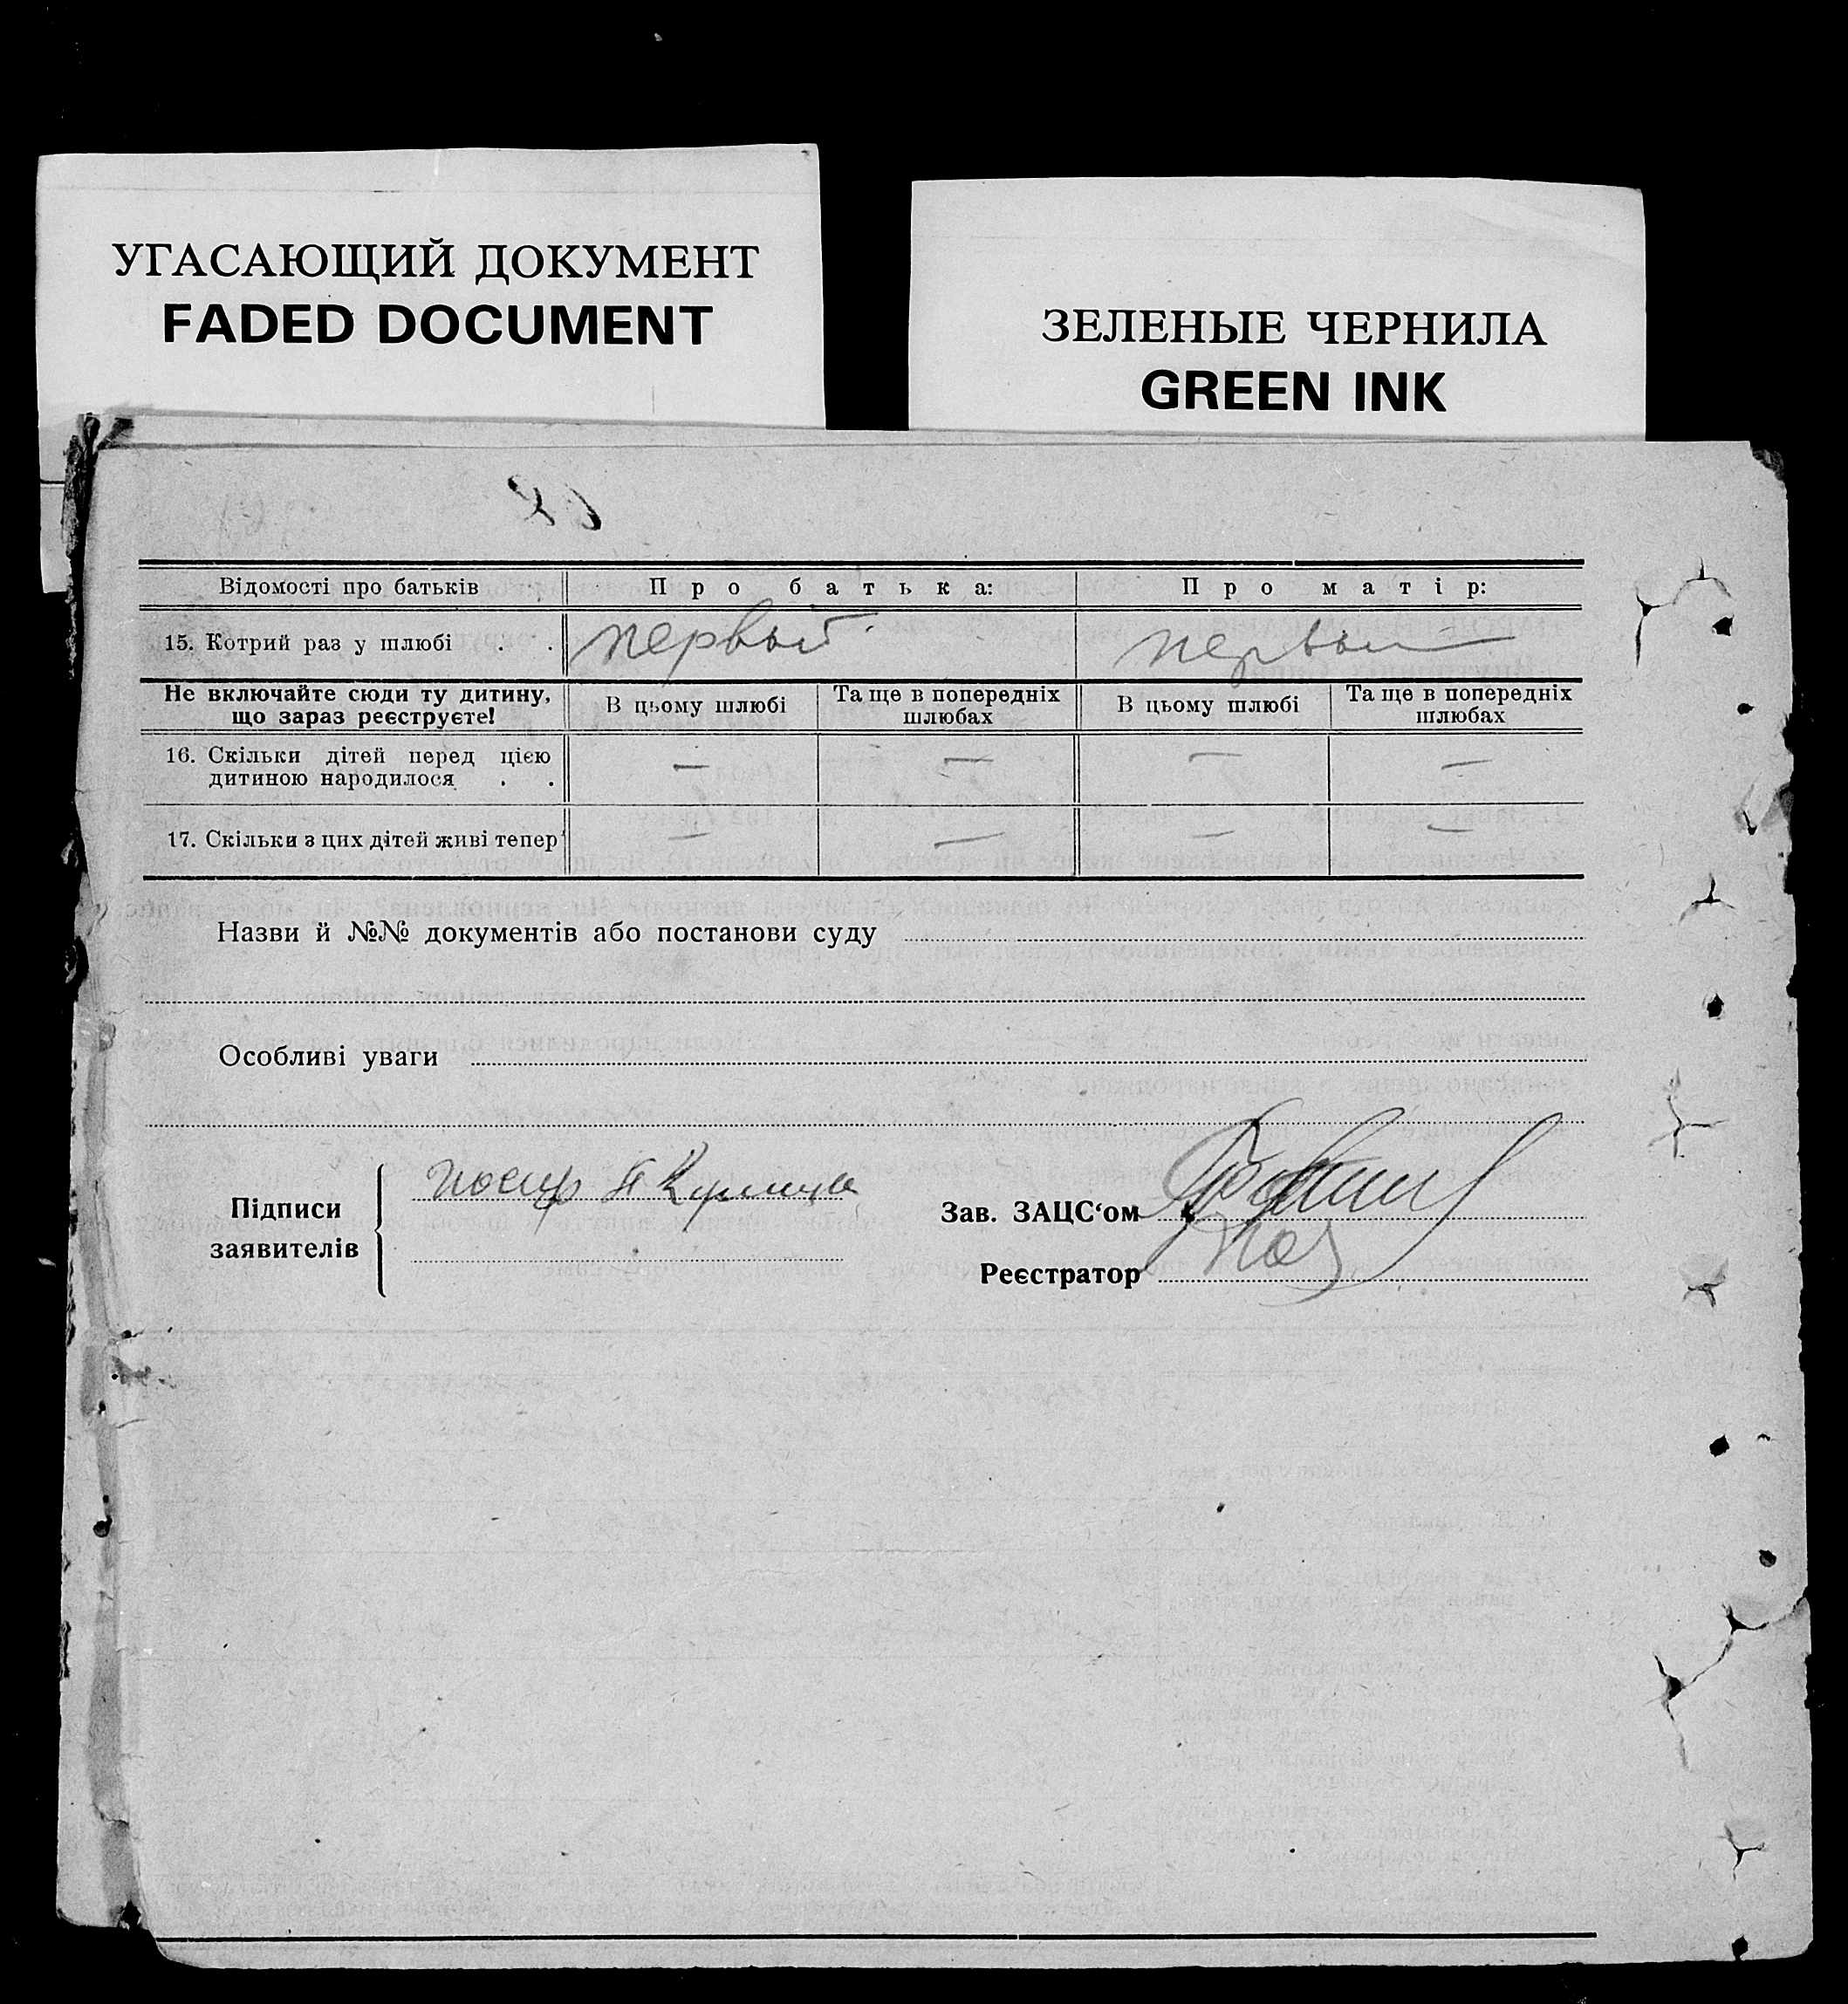 УГАСАЮЩИЙ ДОКУМЕНТ
FADED DOCUMENT
ЗЕЛЕНЫЕ ЧЕРНИЛА
GREEN INK
Відомості про батьків Про батька: Про матір:
15. Котрий раз у шлюбі . . первый первый
Не включайте сюди ту дитину, що зараз реєструєте! В цьому шлюбі Та ще в попередніх шлюбах В цьому шлюбі Та ще в попередніх шлюбах
16. Скільки дітей перед цією дитиною народилося . . — — — —
17. Скільки з цих дітей живі тепер — — — —
Назви й №№ документів або постанови суду
Особливі уваги
Підписи заявителів
Зав. ЗАЦС‘ом
Реєстратор